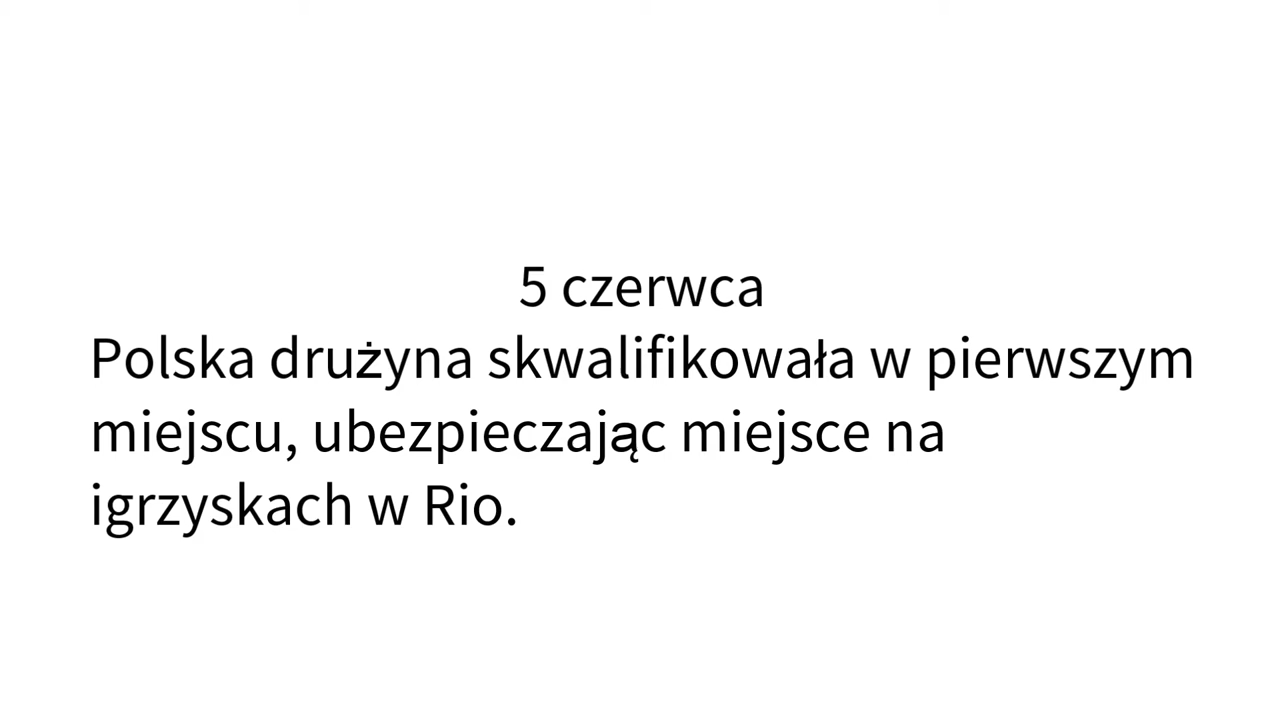 5 czerwca
Polska drużyna skwalifikowała w pierwszym
miejscu, ubezpieczając miejsce na
igrzyskach w Rio.